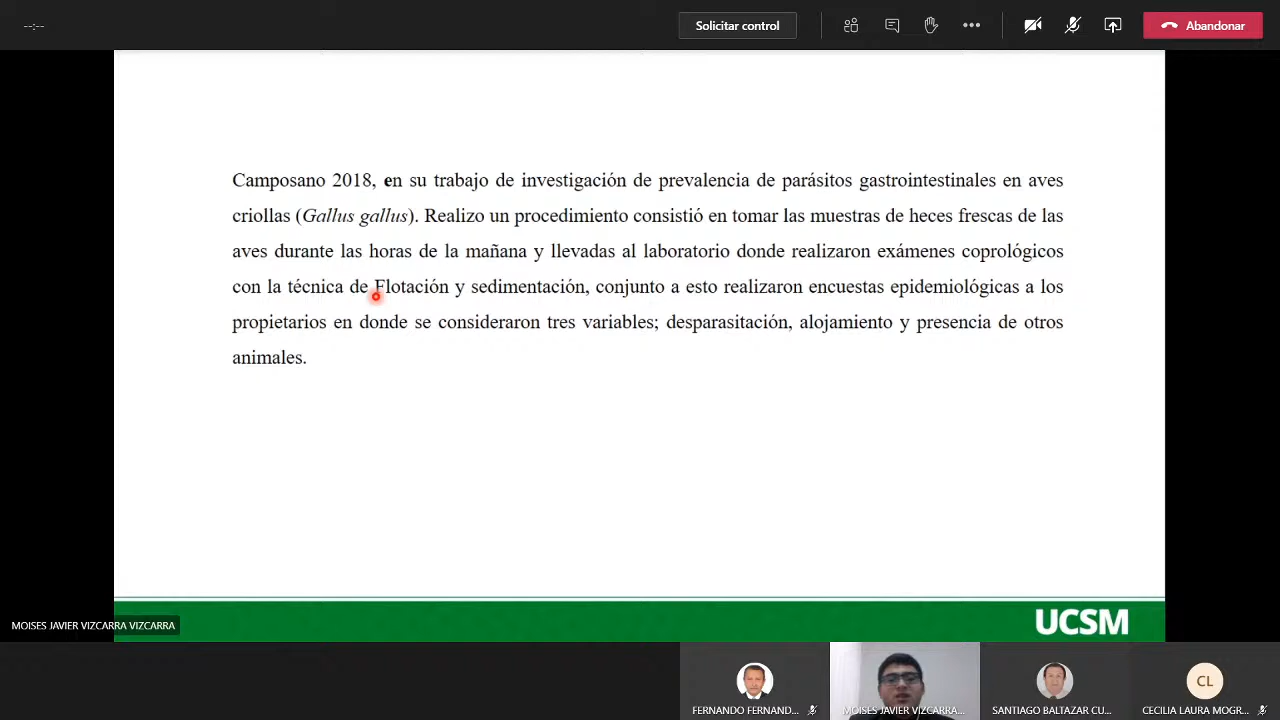 --:--
Solicitar control
Abandonar
Camposano 2018, en su trabajo de investigación de prevalencia de parásitos gastrointestinales en aves
criollas (Gallus gallus). Realizo un procedimiento consistió en tomar las muestras de heces frescas de las
aves durante las horas de la mañana y llevadas al laboratorio donde realizaron exámenes coprológicos
con la técnica de Flotación y sedimentación, conjunto a esto realizaron encuestas epidemiológicas a los
propietarios en donde se consideraron tres variables; desparasitación, alojamiento y presencia de otros
animales.
UCSM
MOISES JAVIER VIZCARRA VIZCARRA
CL
FERNANDO FERNAND...
MOISES JAVIER VIZCARRA...
SANTIAGO BALTAZAR CU...
CECILIA LAURA MOGR...